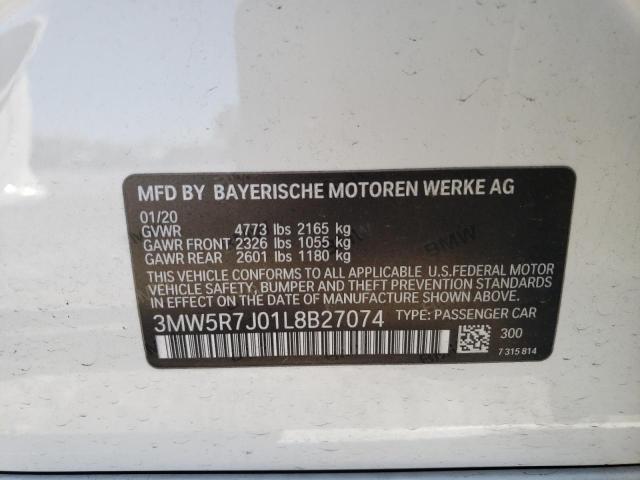 MFD BY BAYERISCHE MOTOREN WERKE AG
01/20
GVWR 4773 lbs 2165 kg
GAWR FRONT 2326 lbs 1055 kg
GAWR REAR 2601 lbs 1180 kg
THIS VEHICLE CONFORMS TO ALL APPLICABLE U.S.FEDERAL MOTOR
VEHICLE SAFETY, BUMPER, AND THEFT PREVENTION STANDARDS
IN EFFECT ON THE DATE OF MANUFACTURE SHOWN ABOVE.
3MW5R7J01L8B27074 TYPE: PASSENGER CAR
300
7 315 814
BMW